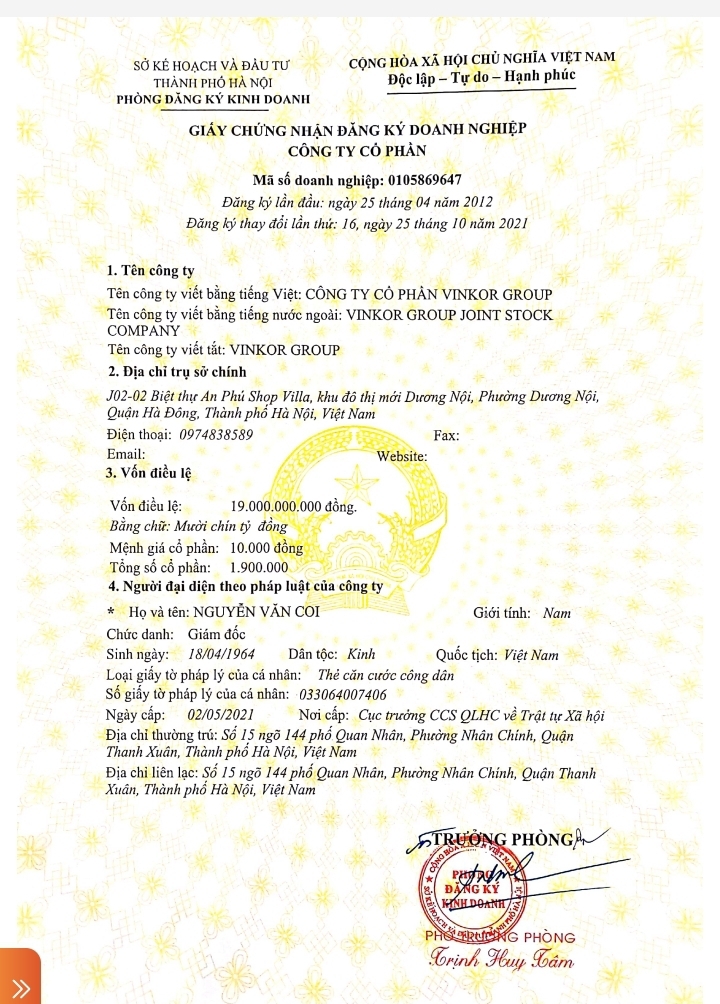 SỞ KẾ HOẠCH VÀ ĐẦU TƯ
THÀNH PHỐ HÀ NỘI
PHÒNG ĐĂNG KÝ KINH DOANH
CỘNG HÒA XÃ HỘI CHỦ NGHĨA VIỆT NAM
Độc lập – Tự do – Hạnh phúc
GIẤY CHỨNG NHẬN ĐĂNG KÝ DOANH NGHIỆP
CÔNG TY CỔ PHẦN
Mã số doanh nghiệp: 0105869647
Đăng ký lần đầu: ngày 25 tháng 04 năm 2012
Đăng ký thay đổi lần thứ: 16, ngày 25 tháng 10 năm 2021
1. Tên công ty
Tên công ty viết bằng tiếng Việt: CÔNG TY CỔ PHẦN VINKOR GROUP
Tên công ty viết bằng tiếng nước ngoài: VINKOR GROUP JOINT STOCK
COMPANY
Tên công ty viết tắt: VINKOR GROUP
2. Địa chỉ trụ sở chính
J02-02 Biệt thự An Phú Shop Villa, khu đô thị mới Dương Nội, Phường Dương Nội,
Quận Hà Đông, Thành phố Hà Nội, Việt Nam
Điện thoại: 0974838589 Fax:
Email: Website:
3. Vốn điều lệ
Vốn điều lệ: 19.000.000.000 đồng.
Bằng chữ: Mười chín tỷ đồng
Mệnh giá cổ phần: 10.000 đồng
Tổng số cổ phần: 1.900.000
4. Người đại diện theo pháp luật của công ty
* Họ và tên: NGUYỄN VĂN COI Giới tính: Nam
Chức danh: Giám đốc
Sinh ngày: 18/04/1964 Dân tộc: Kinh Quốc tịch: Việt Nam
Loại giấy tờ pháp lý của cá nhân: Thẻ căn cước công dân
Số giấy tờ pháp lý của cá nhân: 033064007406
Ngày cấp: 02/05/2021 Nơi cấp: Cục trưởng CCS QLHC về Trật tự Xã hội
Địa chỉ thường trú: Số 15 ngõ 144 phố Quan Nhân, Phường Nhân Chính, Quận
Thanh Xuân, Thành phố Hà Nội, Việt Nam
Địa chỉ liên lạc: Số 15 ngõ 144 phố Quan Nhân, Phường Nhân Chính, Quận Thanh
Xuân, Thành phố Hà Nội, Việt Nam
TRƯỞNG PHÒNG
PHÒNG
ĐĂNG KÝ
KINH DOANH
PHÓ TRƯỞNG PHÒNG
Trịnh Huy Tâm